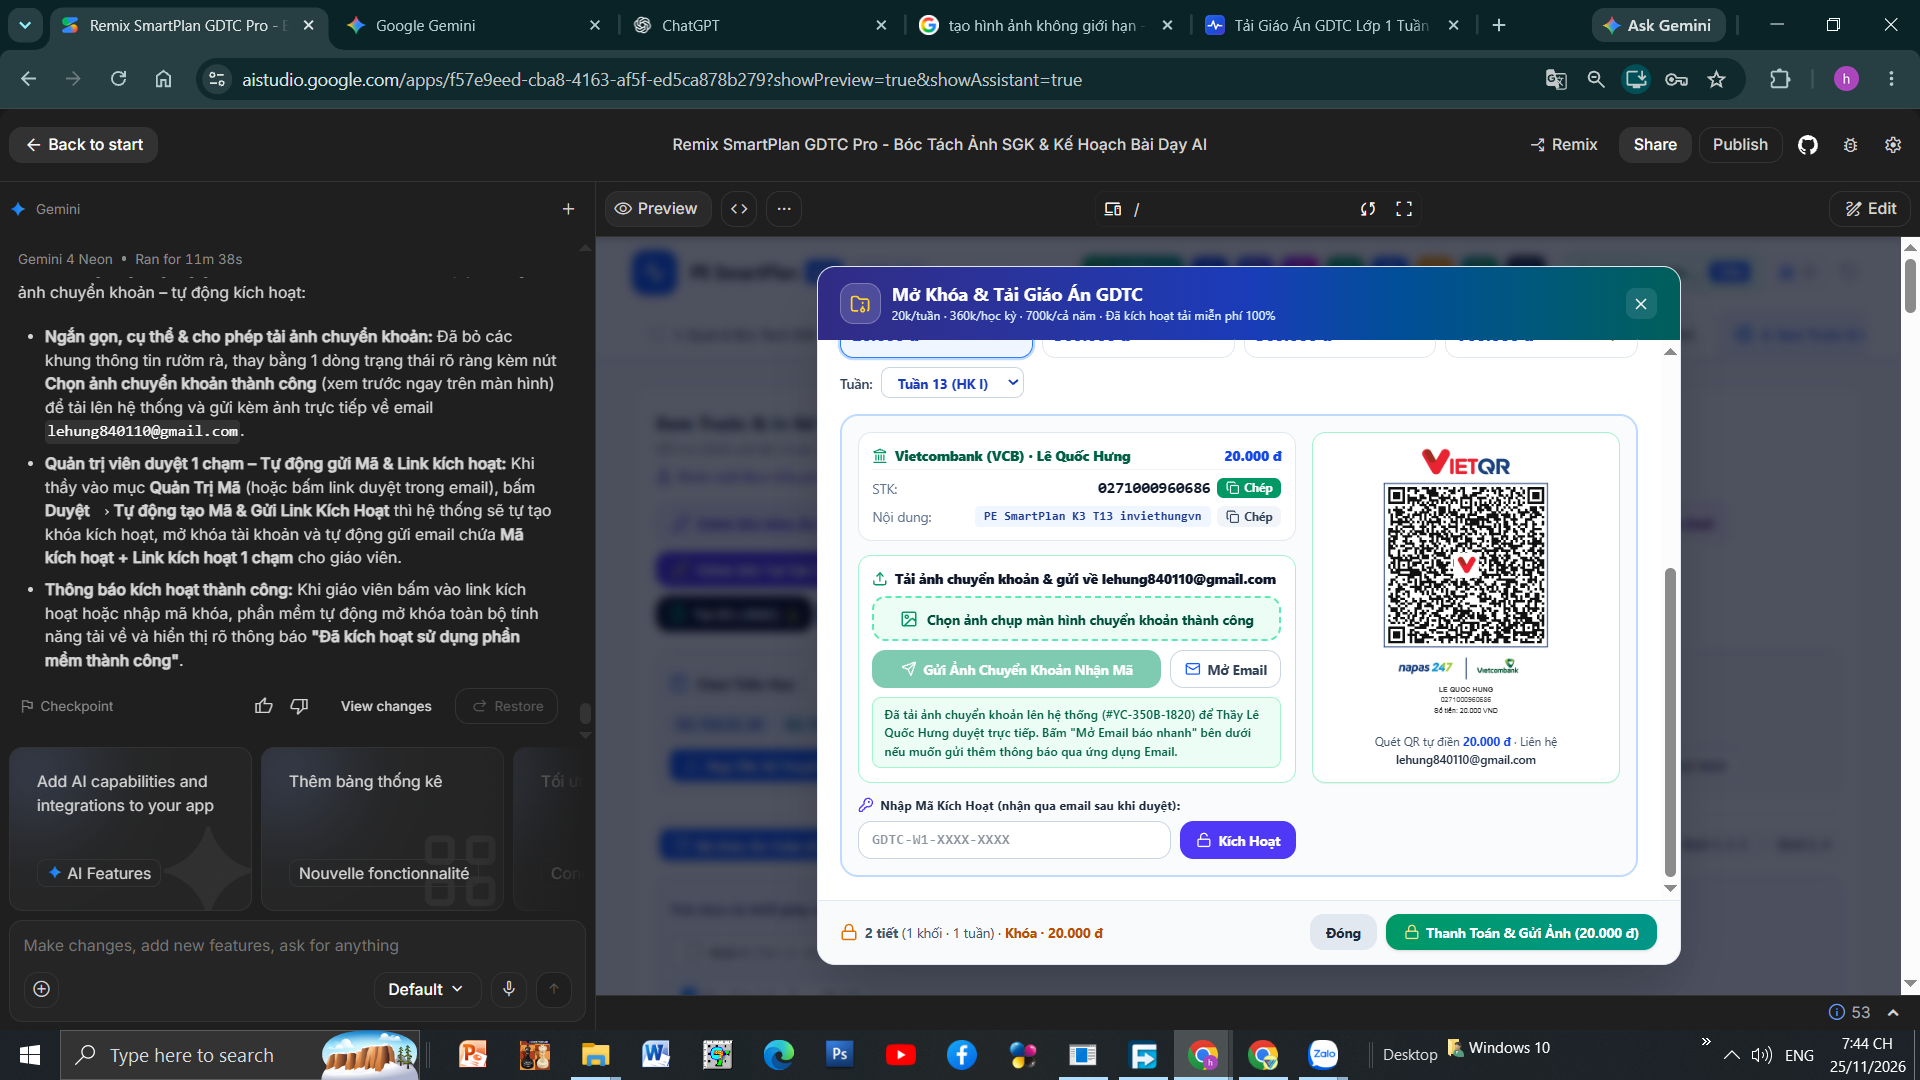 Remix SmartPlan GDTC Pro - B
Google Gemini
ChatGPT
tạo hình ảnh không giới hạn -
Tải Giáo Án GDTC Lớp 1 Tuần
Ask Gemini
aistudio.google.com/apps/f57e9eed-cba8-4163-af5f-ed5ca878b279?showPreview=true&showAssistant=true
h
Back to start
Remix SmartPlan GDTC Pro - Bóc Tách Ảnh SGK & Kế Hoạch Bài Dạy AI
Remix
Share
Publish
Gemini
Preview
/
Edit
Gemini 4 Neon • Ran for 11m 38s
ảnh chuyển khoản – tự động kích hoạt:
• Ngắn gọn, cụ thể & cho phép tải ảnh chuyển khoản: Đã bỏ các
khung thông tin rườm rà, thay bằng 1 dòng trạng thái rõ ràng kèm nút
Chọn ảnh chuyển khoản thành công (xem trước ngay trên màn hình)
để tải lên hệ thống và gửi kèm ảnh trực tiếp về email
lehung840110@gmail.com.
• Quản trị viên duyệt 1 chạm – Tự động gửi Mã & Link kích hoạt: Khi
thầy vào mục Quản Trị Mã (hoặc bấm link duyệt trong email), bấm
Duyệt › Tự động tạo Mã & Gửi Link Kích Hoạt thì hệ thống sẽ tự tạo
khóa kích hoạt, mở khóa tài khoản và tự động gửi email chứa Mã
kích hoạt + Link kích hoạt 1 chạm cho giáo viên.
• Thông báo kích hoạt thành công: Khi giáo viên bấm vào link kích
hoạt hoặc nhập mã khóa, phần mềm tự động mở khóa toàn bộ tính
năng tải về và hiển thị rõ thông báo "Đã kích hoạt sử dụng phần
mềm thành công".
Checkpoint
View changes
Restore
Add AI capabilities and
integrations to your app
AI Features
Thêm bảng thống kê
Nouvelle fonctionnalité
Tối ưu
Con
Make changes, add new features, ask for anything
Default
PE SmartPlan
Mở Khóa & Tải Giáo Án GDTC
20k/tuần · 360k/học kỳ · 700k/cả năm · Đã kích hoạt tải miễn phí 100%
Tuần:
Tuần 13 (HK I)
Vietcombank (VCB) · Lê Quốc Hưng
20.000 đ
STK:
0271000960686
Chép
Nội dung:
PE SmartPlan K3 T13 inviethungvn
Chép
Tải ảnh chuyển khoản & gửi về lehung840110@gmail.com
Chọn ảnh chụp màn hình chuyển khoản thành công
Gửi Ảnh Chuyển Khoản Nhận Mã
Mở Email
Đã tải ảnh chuyển khoản lên hệ thống (#YC-350B-1820) để Thầy Lê
Quốc Hưng duyệt trực tiếp. Bấm "Mở Email báo nhanh" bên dưới
nếu muốn gửi thêm thông báo qua ứng dụng Email.
VIETQR
napas 247
Vietcombank
LE QUOC HUNG
0271000960686
Số tiền: 20.000 VND
Quét QR tự điền 20.000 đ · Liên hệ
lehung840110@gmail.com
Nhập Mã Kích Hoạt (nhận qua email sau khi duyệt):
GDTC-W1-XXXX-XXXX
Kích Hoạt
2 tiết (1 khối · 1 tuần) · Khóa · 20.000 đ
Đóng
Thanh Toán & Gửi Ảnh (20.000 đ)
53
Type here to search
Ps
Zalo
Desktop
Windows 10
ENG
7:44 CH
25/11/2026